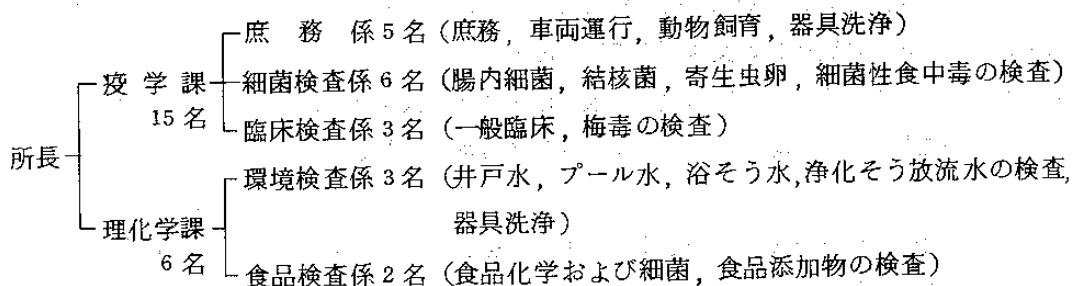 庶務係5名(庶務,車両運行,動物飼育,器具洗浄)
疫学課 細菌検査係6名(腸内細菌,結核菌,寄生虫卵,細菌性食中毒の検査)
15名 臨床検査係3名(一般臨床,梅毒の検査)
所長
環境検査係3名(井戸水,プール水,浴そう水,浄化そう放流水の検査,
理化学課 器具洗浄)
6名 食品検査係2名(食品化学および細菌,食品添加物の検査)